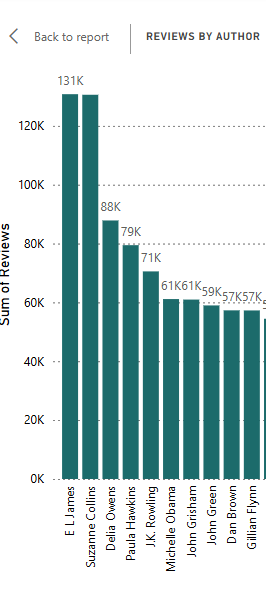 Back to report
REVIEWS BY AUTHOR
131K
88K
79K
71K
61K
61K
59K
57K
57K
120K
100K
80K
60K
40K
20K
0K
Sum of Reviews
E L James
Suzanne Collins
Delia Owens
Paula Hawkins
J.K. Rowling
Michelle Obama
John Grisham
John Green
Dan Brown
Gillian Flynn